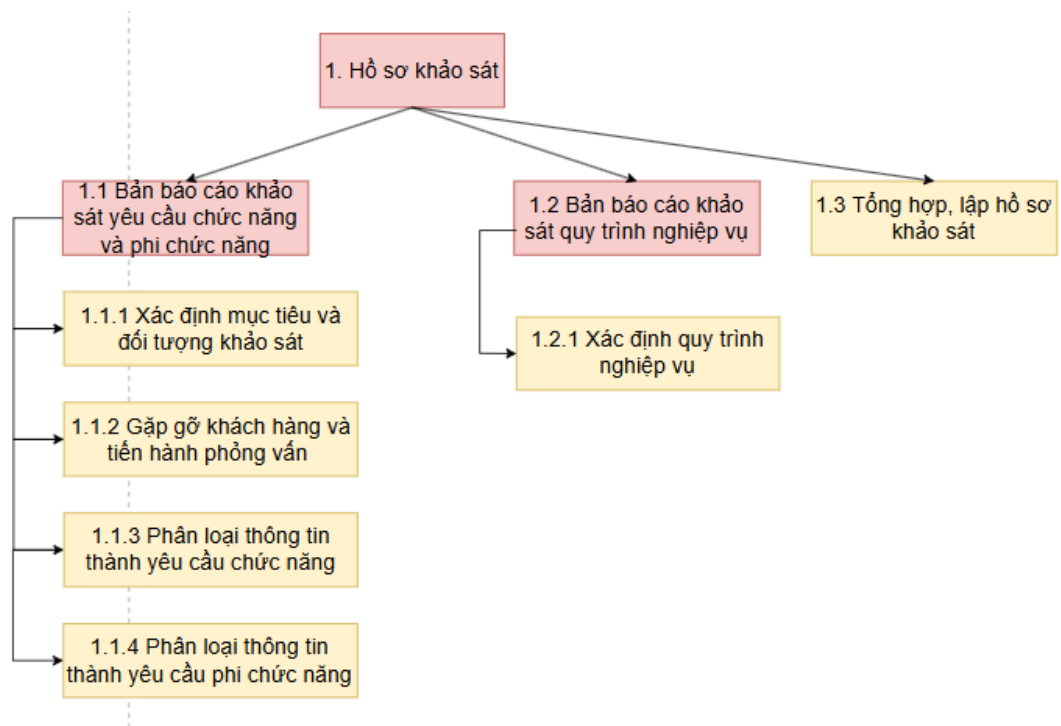 1. Hồ sơ khảo sát
1.1 Bản báo cáo khảo
sát yêu cầu chức năng
và phi chức năng
1.2 Bản báo cáo khảo
sát quy trình nghiệp vụ
1.3 Tổng hợp, lập hồ sơ
khảo sát
1.1.1 Xác định mục tiêu và
đối tượng khảo sát
1.2.1 Xác định quy trình
nghiệp vụ
1.1.2 Gặp gỡ khách hàng và
tiến hành phỏng vấn
1.1.3 Phân loại thông tin
thành yêu cầu chức năng
1.1.4 Phân loại thông tin
thành yêu cầu phi chức năng